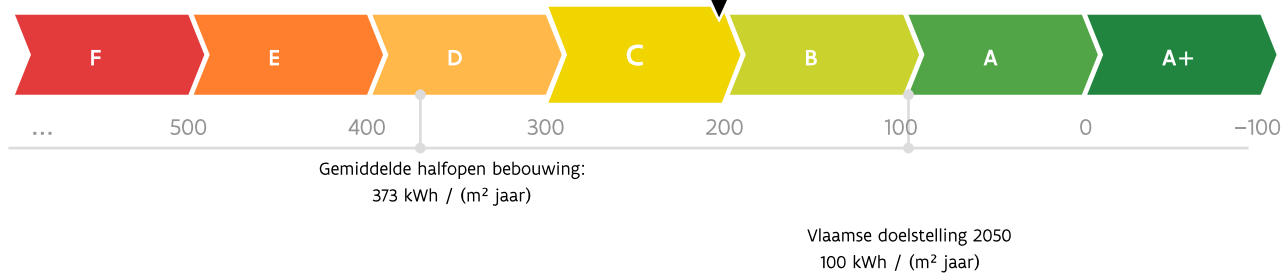 F E D C B A A+
... 500 400 300 200 100 0 −100
Gemiddelde halfopen bebouwing:
373 kWh / (m² jaar)
Vlaamse doelstelling 2050
100 kWh / (m² jaar)